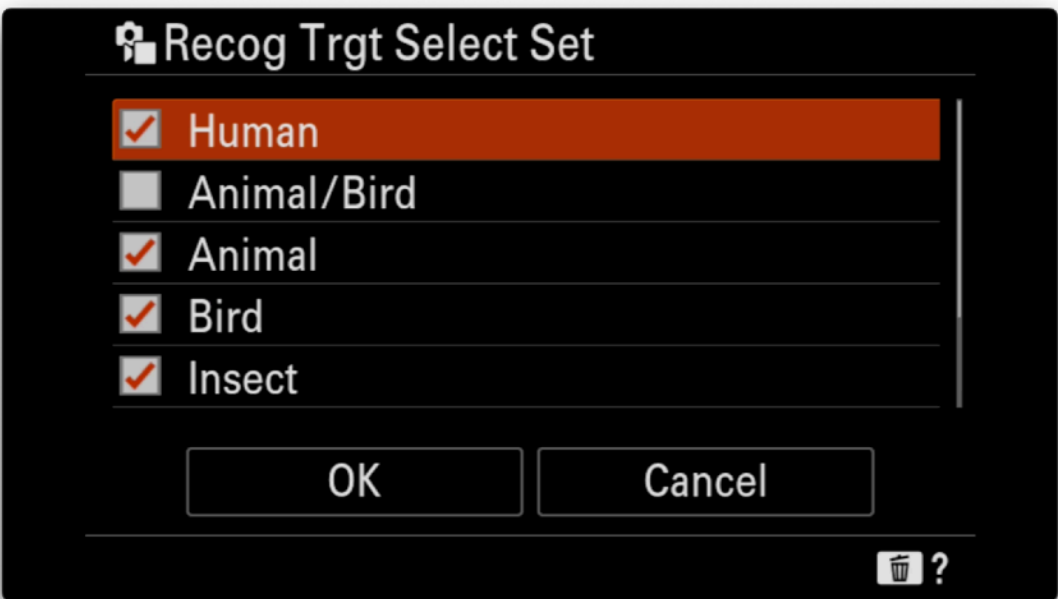 Recog Trgt Select Set
Human
Animal/Bird
Animal
Bird
Insect
OK Cancel
?